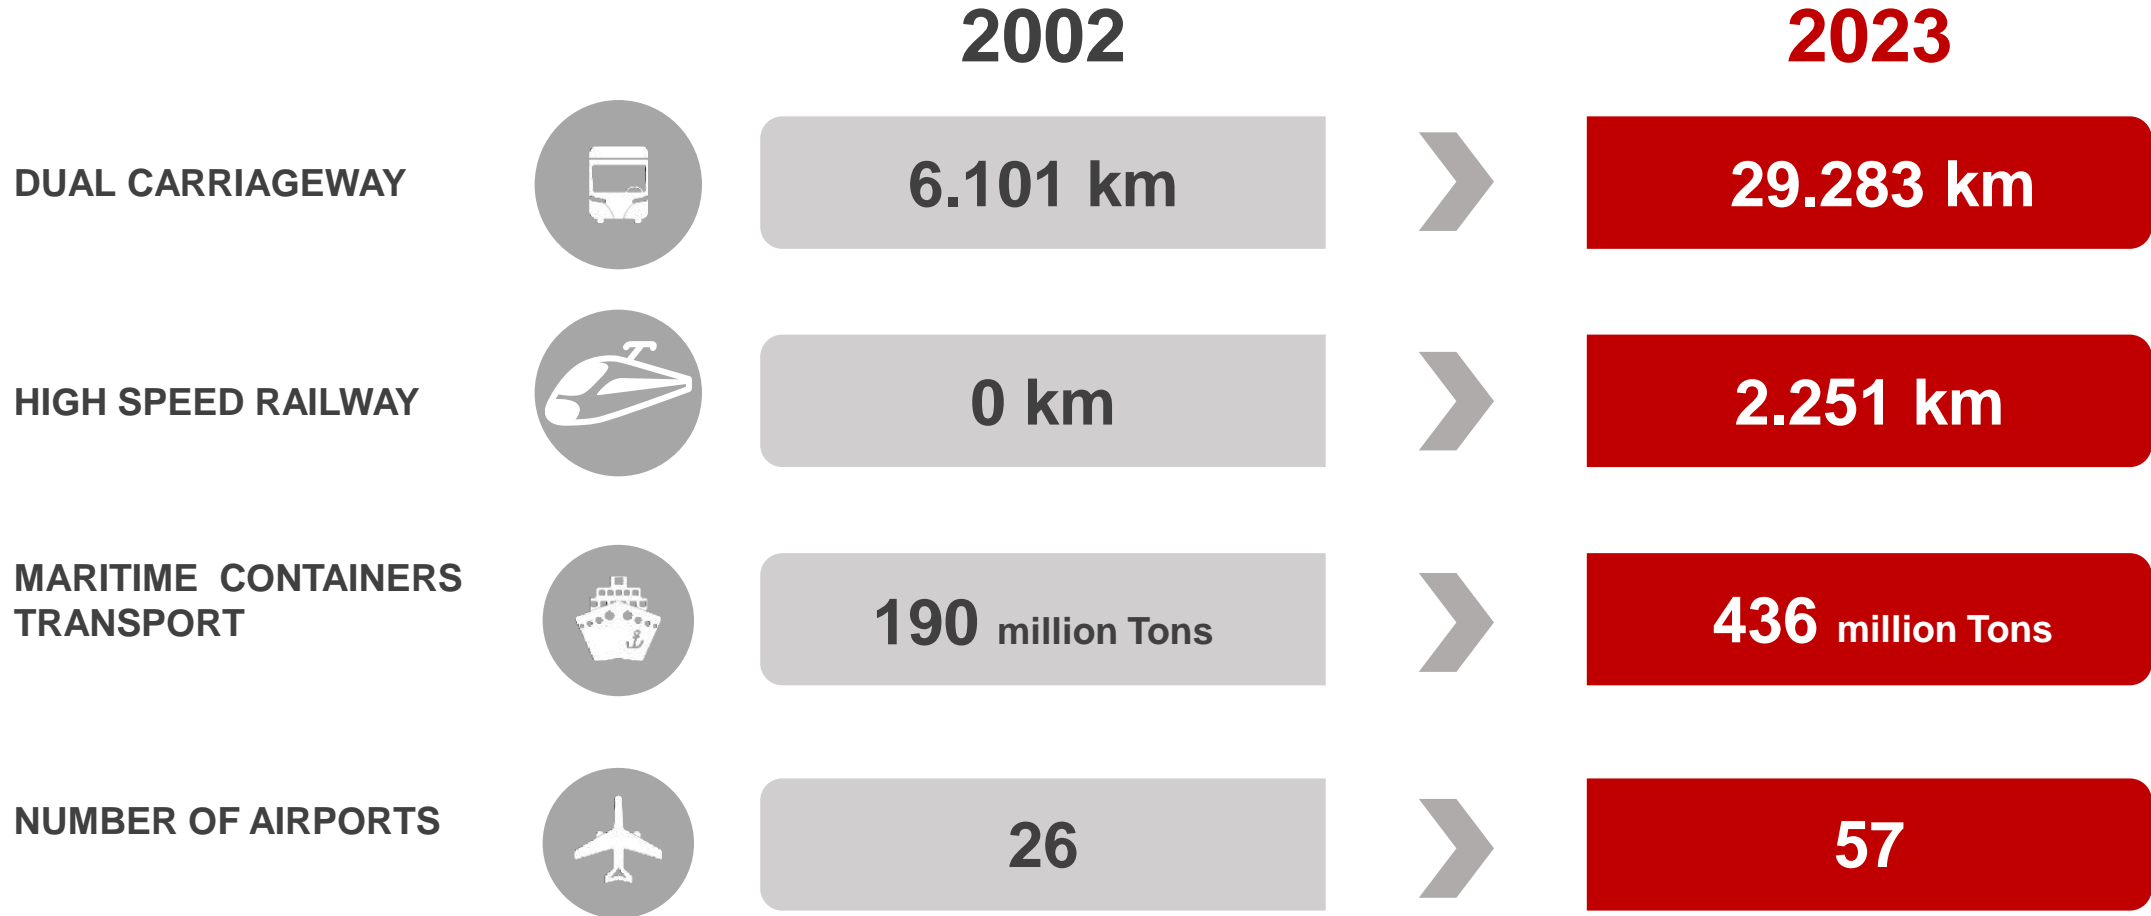 2002 2023
DUAL CARRIAGEWAY 6.101 km 29.283 km
HIGH SPEED RAILWAY 0 km 2.251 km
MARITIME CONTAINERS
TRANSPORT
190 million Tons 436 million Tons
NUMBER OF AIRPORTS 26 57